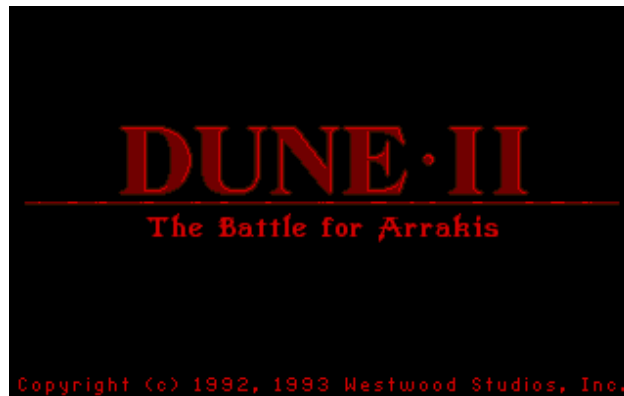 DUNE·II
The Battle for Arrakis
Copyright (c) 1992, 1993 Westwood Studios, Inc.